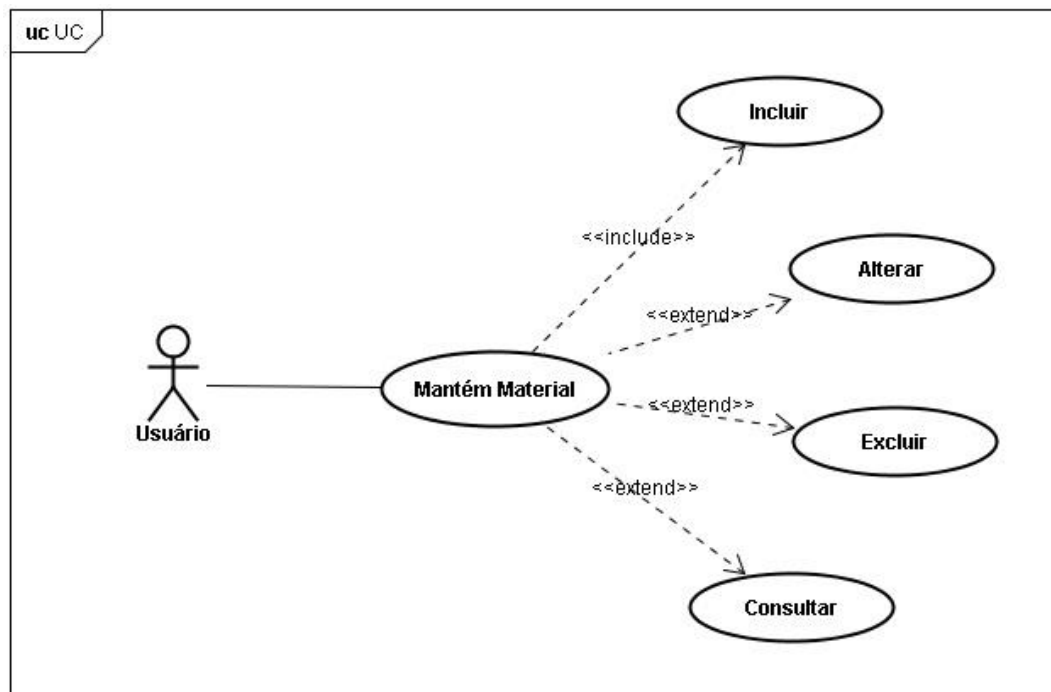 uc UC
Incluir
<<include>>
Alterar
<<extend>>
Mantém Material
Usuário
<<extend>>
Excluir
<<extend>>
Consultar